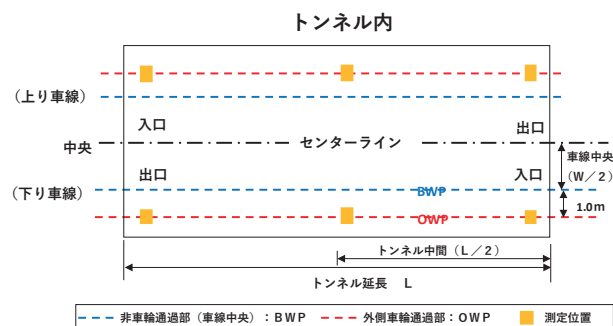 トンネル内
(上り車線)
入口
出口
中央
センターライン
車線中央
(W/2)
出口
入口
(下り車線)
BWP
1.0m
OWP
トンネル中間(L/2)
トンネル延長 L
非車輪通過部(車線中央):BWP 外側車輪通過部:OWP 測定位置